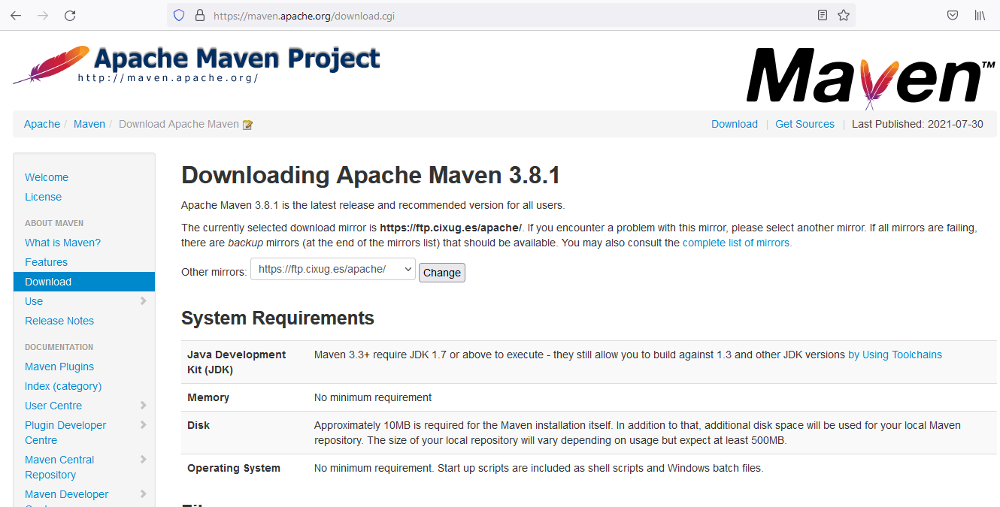 https://maven.apache.org/download.cgi
Apache Maven Project
http://maven.apache.org/
Maven™
Apache / Maven / Download Apache Maven
Download | Get Sources | Last Published: 2021-07-30
Welcome
License
ABOUT MAVEN
What is Maven?
Features
Download
Use
Release Notes
DOCUMENTATION
Maven Plugins
Index (category)
User Centre
Plugin Developer
Centre
Maven Central
Repository
Maven Developer
Downloading Apache Maven 3.8.1
Apache Maven 3.8.1 is the latest release and recommended version for all users.
The currently selected download mirror is https://ftp.cixug.es/apache/. If you encounter a problem with this mirror, please select another mirror. If all mirrors are failing,
there are backup mirrors (at the end of the mirrors list) that should be available. You may also consult the complete list of mirrors.
Other mirrors: https://ftp.cixug.es/apache/ Change
System Requirements
Java Development
Kit (JDK)
Maven 3.3+ require JDK 1.7 or above to execute - they still allow you to build against 1.3 and other JDK versions by Using Toolchains
Memory
No minimum requirement
Disk
Approximately 10MB is required for the Maven installation itself. In addition to that, additional disk space will be used for your local Maven
repository. The size of your local repository will vary depending on usage but expect at least 500MB.
Operating System
No minimum requirement. Start up scripts are included as shell scripts and Windows batch files.